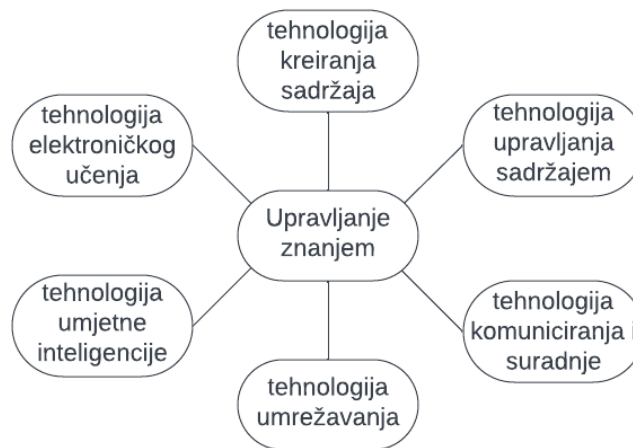 tehnologija
kreiranja
sadržaja
tehnologija
elektroničkog
učenja
tehnologija
upravljanja
sadržajem
Upravljanje
znanjem
tehnologija
umjetne
inteligencije
tehnologija
komuniciranja i
suradnje
tehnologija
umrežavanja